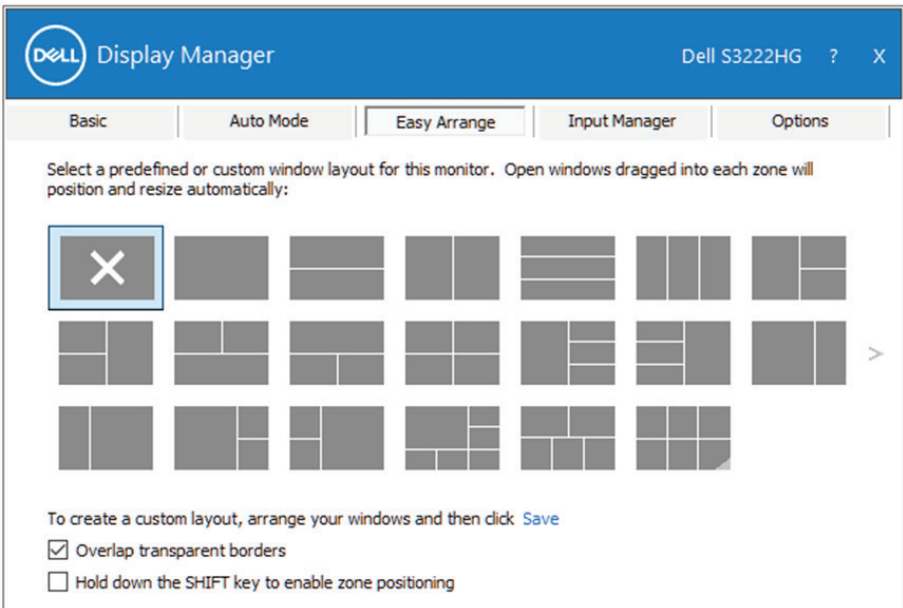 DELL Display Manager Dell S3222HG ? X
Basic Auto Mode Easy Arrange Input Manager Options
Select a predefined or custom window layout for this monitor. Open windows dragged into each zone will
position and resize automatically:
>
To create a custom layout, arrange your windows and then click Save
Overlap transparent borders
Hold down the SHIFT key to enable zone positioning